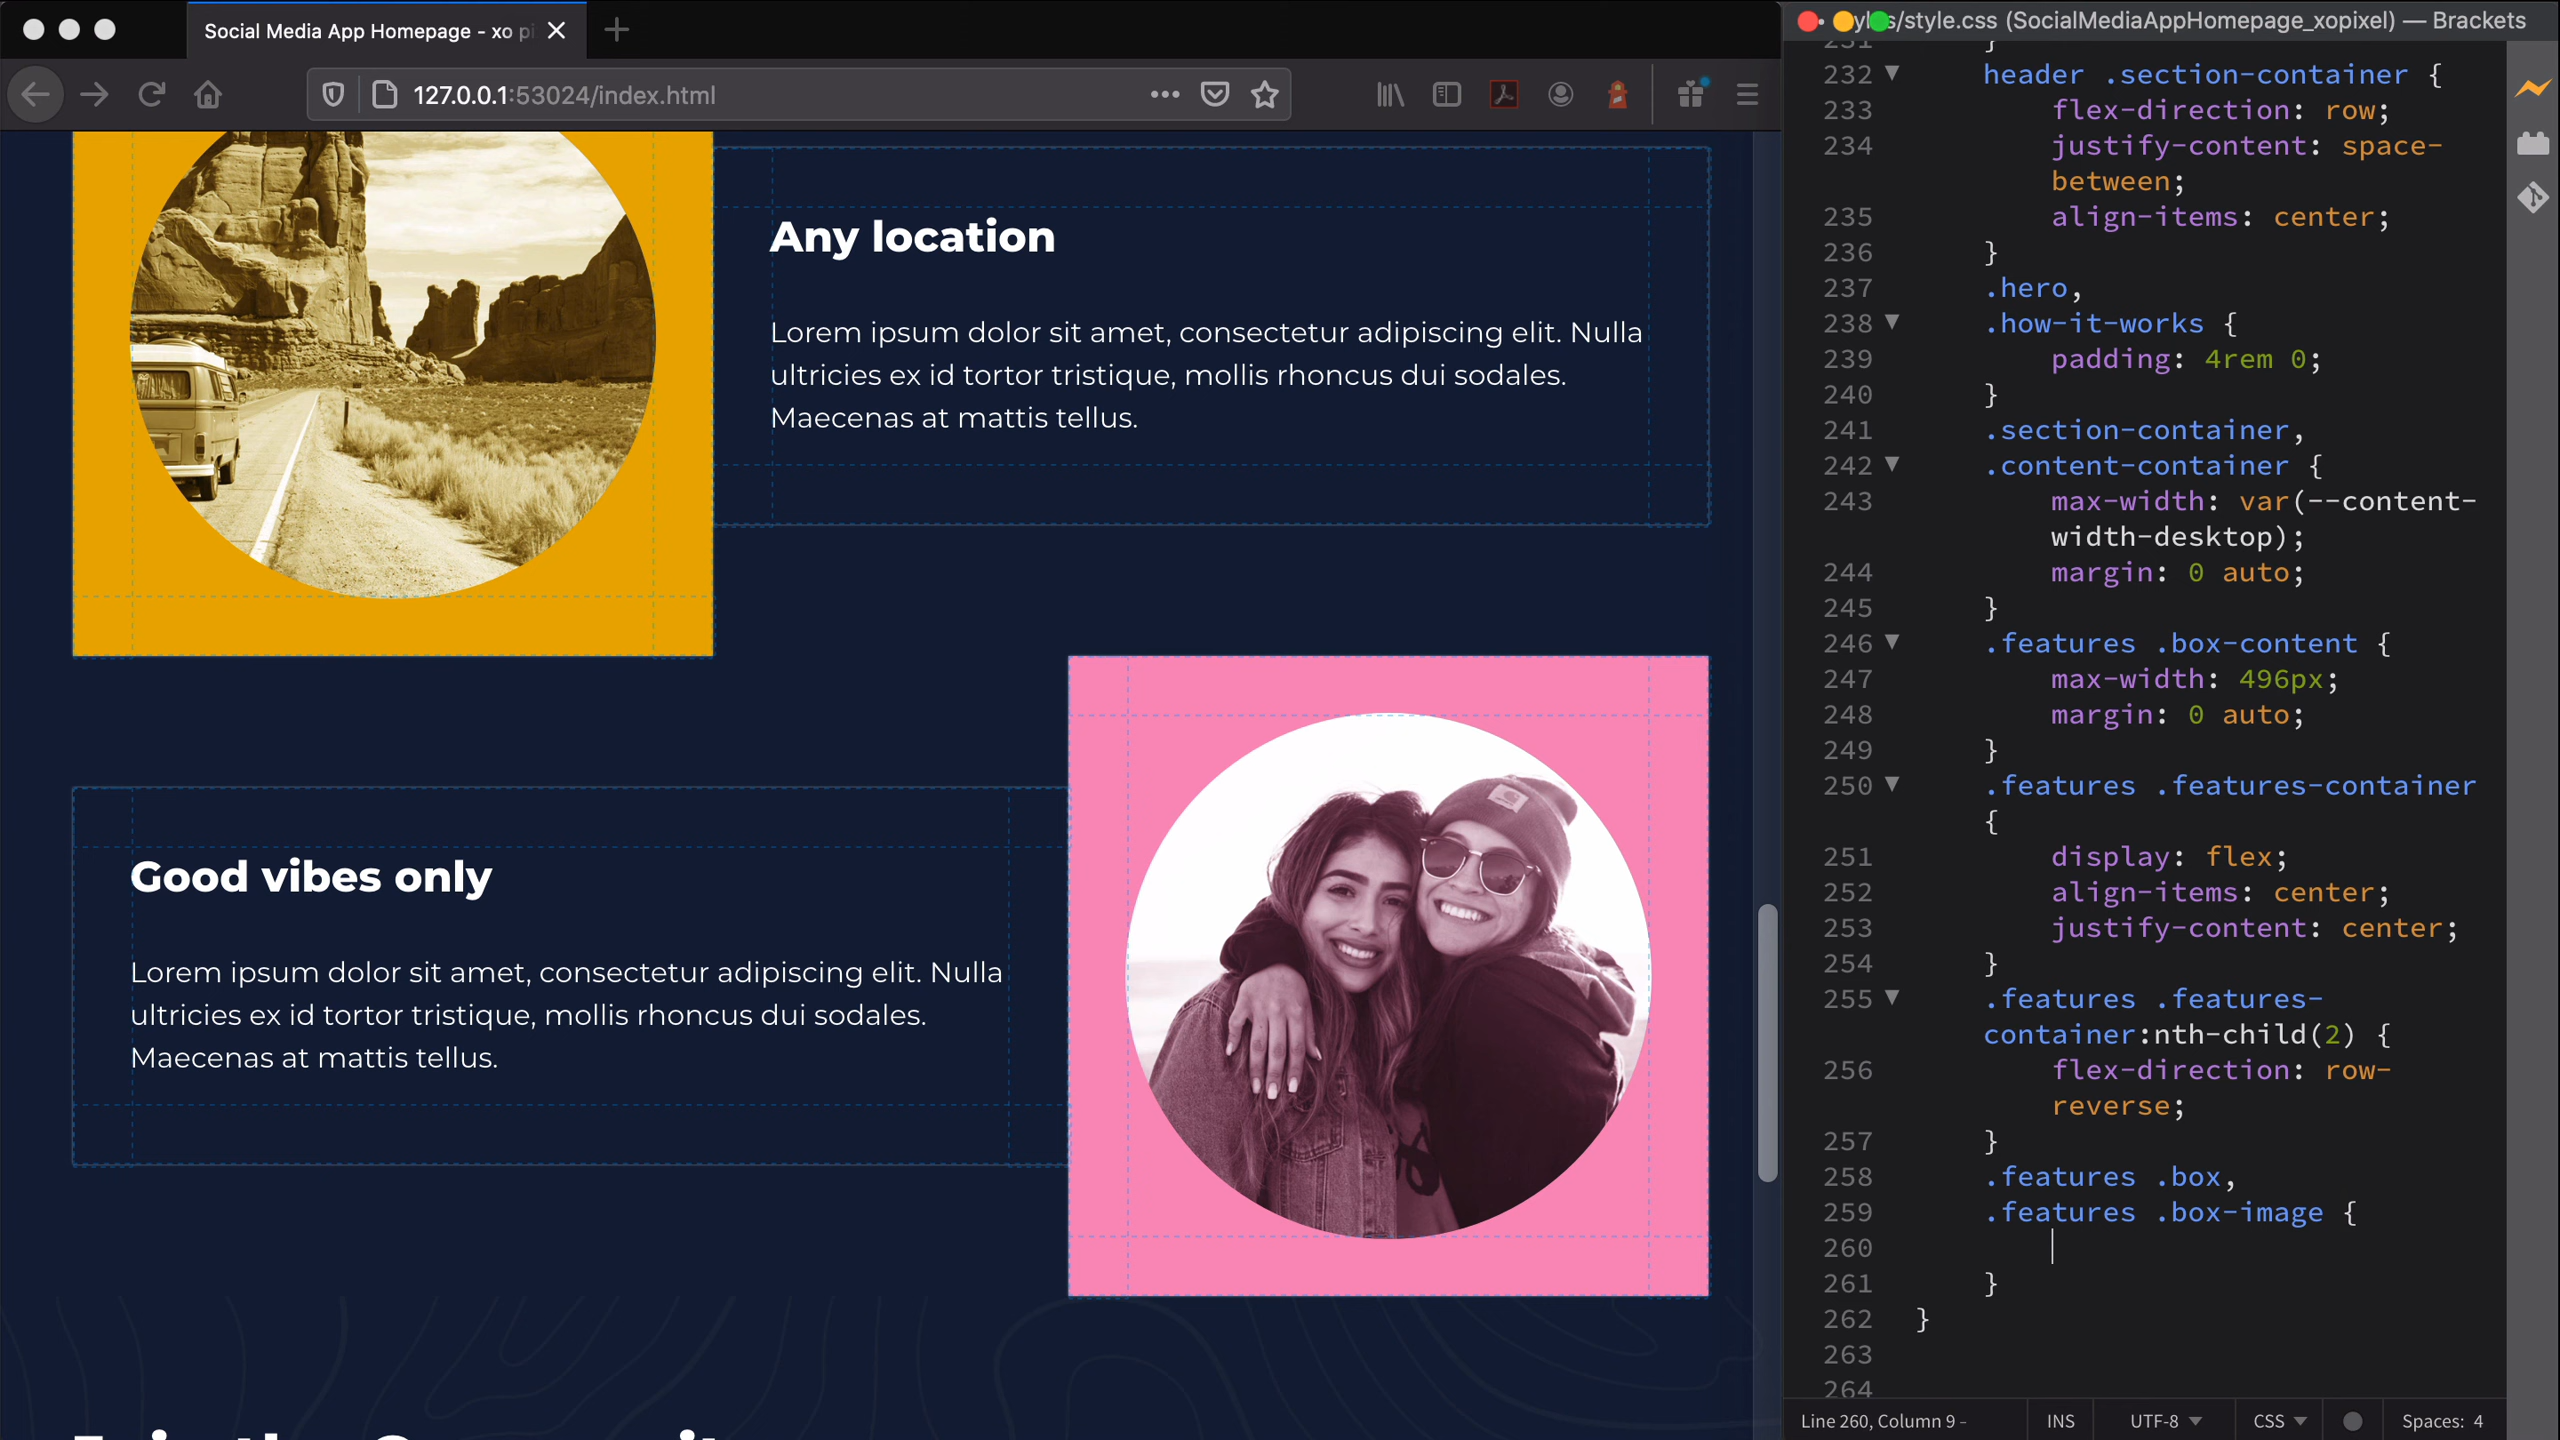 Social Media App Homepage - xo pi
127.0.0.1:53024/index.html
Any location
Lorem ipsum dolor sit amet, consectetur adipiscing elit. Nulla
ultricies ex id tortor tristique, mollis rhoncus dui sodales.
Maecenas at mattis tellus.
Good vibes only
Lorem ipsum dolor sit amet, consectetur adipiscing elit. Nulla
ultricies ex id tortor tristique, mollis rhoncus dui sodales.
Maecenas at mattis tellus.
/style.css (SocialMediaAppHomepage_xopixel) — Brackets
231 }
232 header .section-container {
233 flex-direction: row;
234 justify-content: space-
between;
235 align-items: center;
236 }
237 .hero,
238 .how-it-works {
239 padding: 4rem 0;
240 }
241 .section-container,
242 .content-container {
243 max-width: var(--content-
width-desktop);
244 margin: 0 auto;
245 }
246 .features .box-content {
247 max-width: 496px;
248 margin: 0 auto;
249 }
250 .features .features-container
{
251 display: flex;
252 align-items: center;
253 justify-content: center;
254 }
255 .features .features-
container:nth-child(2) {
256 flex-direction: row-
reverse;
257 }
258 .features .box,
259 .features .box-image {
260
261 }
262 }
263
264
Line 260, Column 9 -
INS
UTF-8
CSS
Spaces: 4